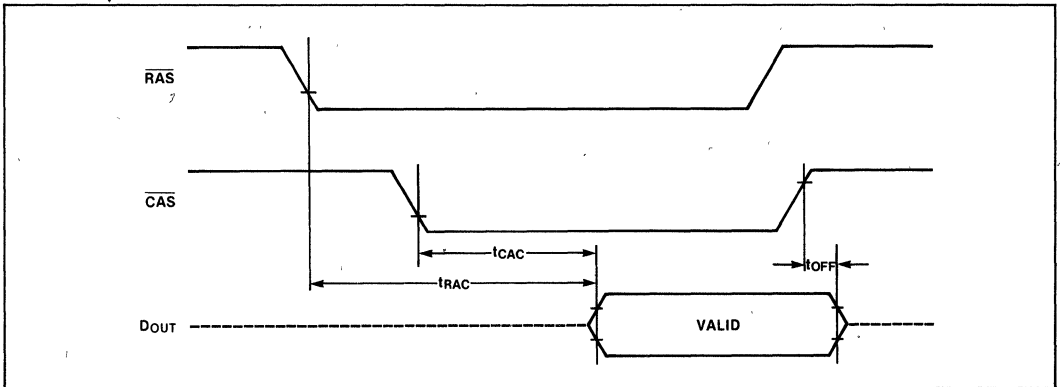 RAS
CAS
tCAC
tOFF
tRAC
DOUT
VALID